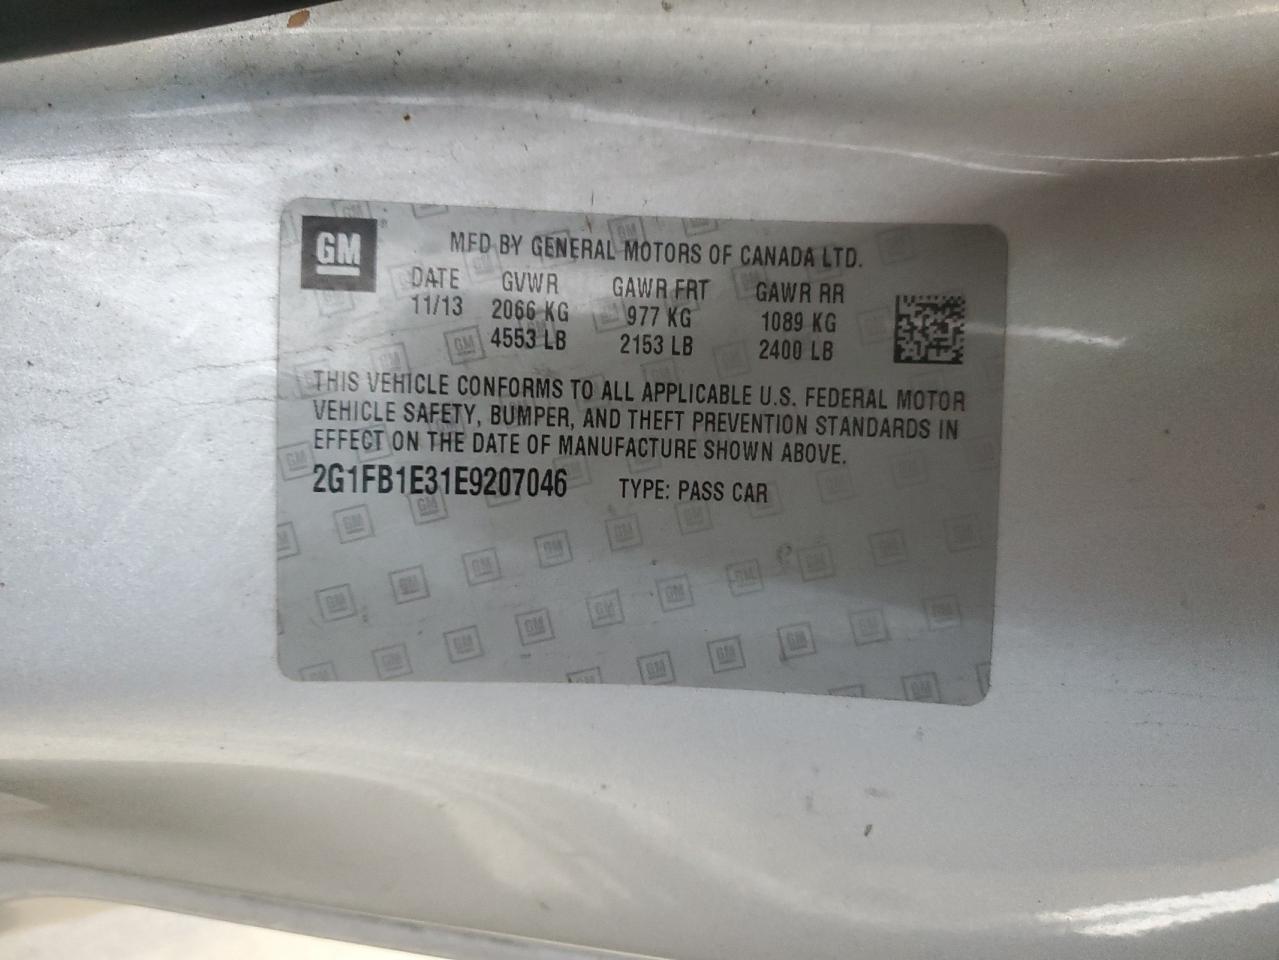 GM ®
MFD BY GENERAL MOTORS OF CANADA LTD.
DATE GVWR GAWR FRT GAWR RR
11/13 2066 KG 977 KG 1089 KG
4553 LB 2153 LB 2400 LB
THIS VEHICLE CONFORMS TO ALL APPLICABLE U.S. FEDERAL MOTOR
VEHICLE SAFETY, BUMPER, AND THEFT PREVENTION STANDARDS IN
EFFECT ON THE DATE OF MANUFACTURE SHOWN ABOVE.
2G1FB1E31E9207046 TYPE: PASS CAR